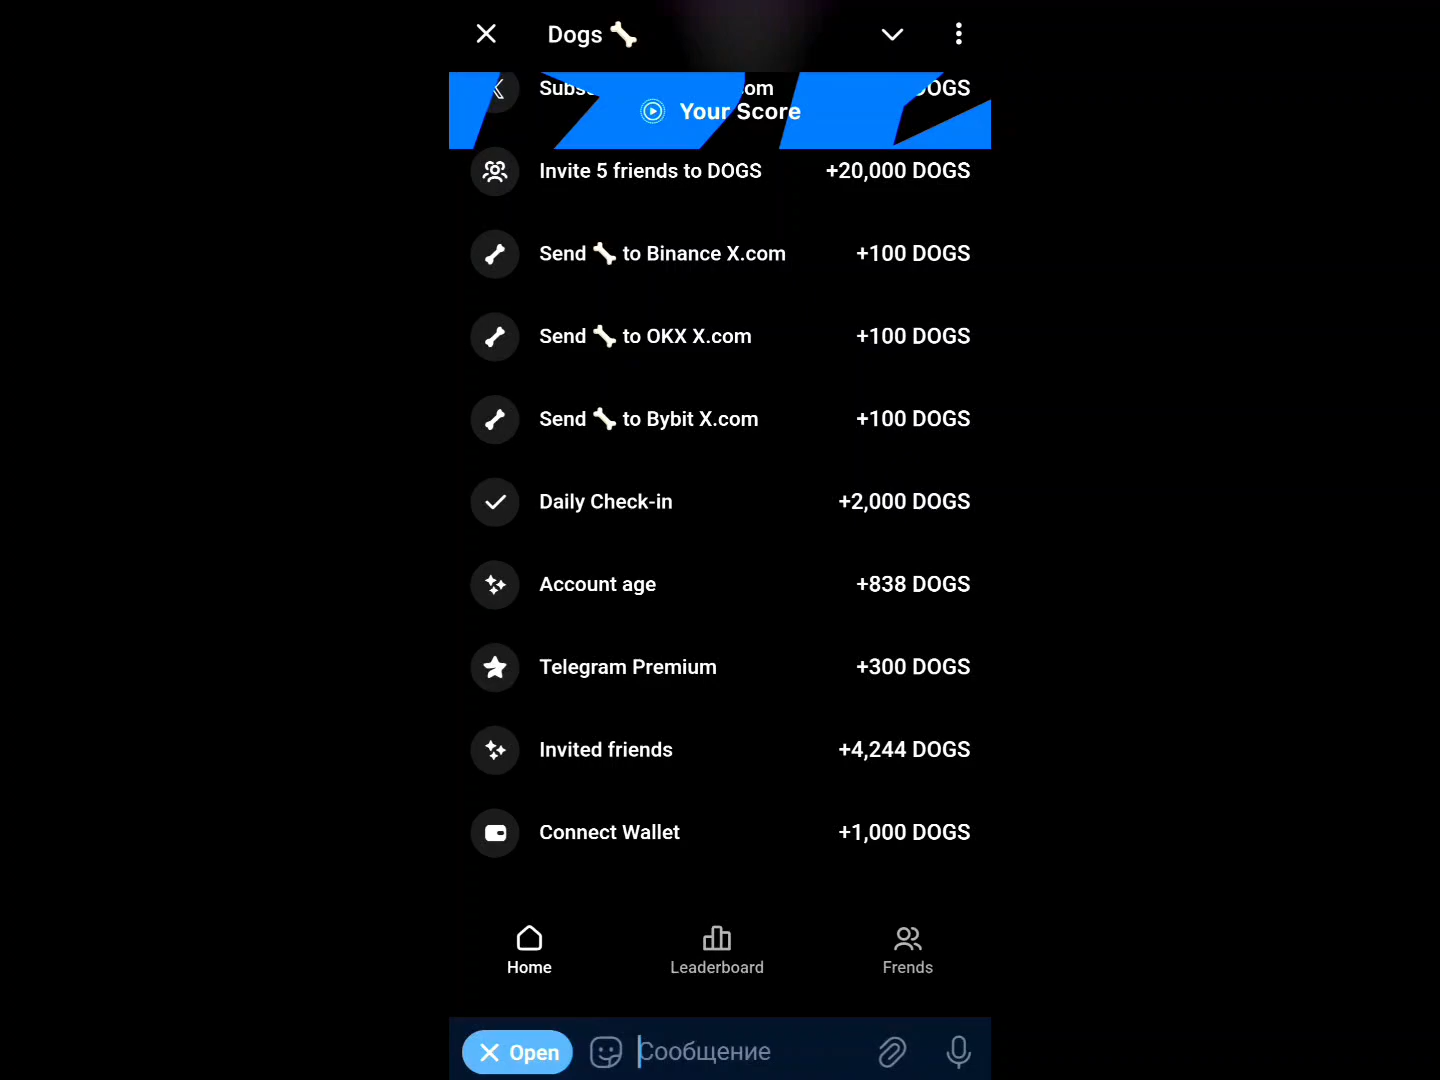 Dogs 🦴
Your Score
DOGS
Invite 5 friends to DOGS +20,000 DOGS
Send 🦴 to Binance X.com +100 DOGS
Send 🦴 to OKX X.com +100 DOGS
Send 🦴 to Bybit X.com +100 DOGS
Daily Check-in +2,000 DOGS
Account age +838 DOGS
Telegram Premium +300 DOGS
Invited friends +4,244 DOGS
Connect Wallet +1,000 DOGS
Home Leaderboard Frends
Open Сообщение